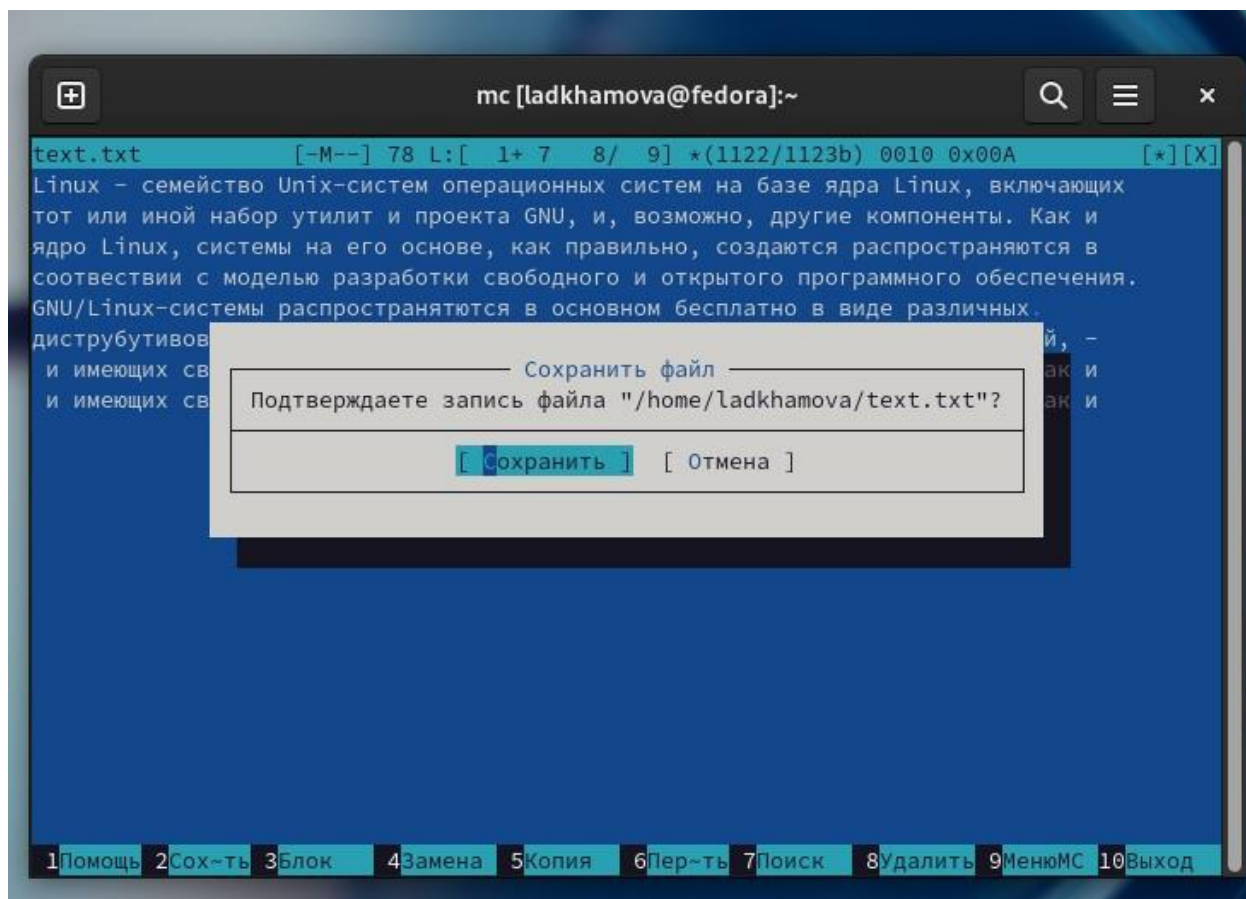 mc [ladkhamova@fedora]:~
text.txt [-M--] 78 L:[ 1+ 7 8/ 9] *(1122/1123b) 0010 0x00A [*][X]
Linux – семейство Unix-систем операционных систем на базе ядра Linux, включающих
тот или иной набор утилит и проекта GNU, и, возможно, другие компоненты. Как и
ядро Linux, системы на его основе, как правильно, создаются распространяются в
соотвествии с моделью разработки свободного и открытого программного обеспечения.
GNU/Linux-системы распространятются в основном бесплатно в виде различных.
диструбутивов й, –
и имеющих св ак и
и имеющих св ак и
Сохранить файл
Подтверждаете запись файла "/home/ladkhamova/text.txt"?
[ Сохранить ] [ Отмена ]
1Помощь 2Сох~ть 3Блок 4Замена 5Копия 6Пер~ть 7Поиск 8Удалить 9МенюМС 10Выход